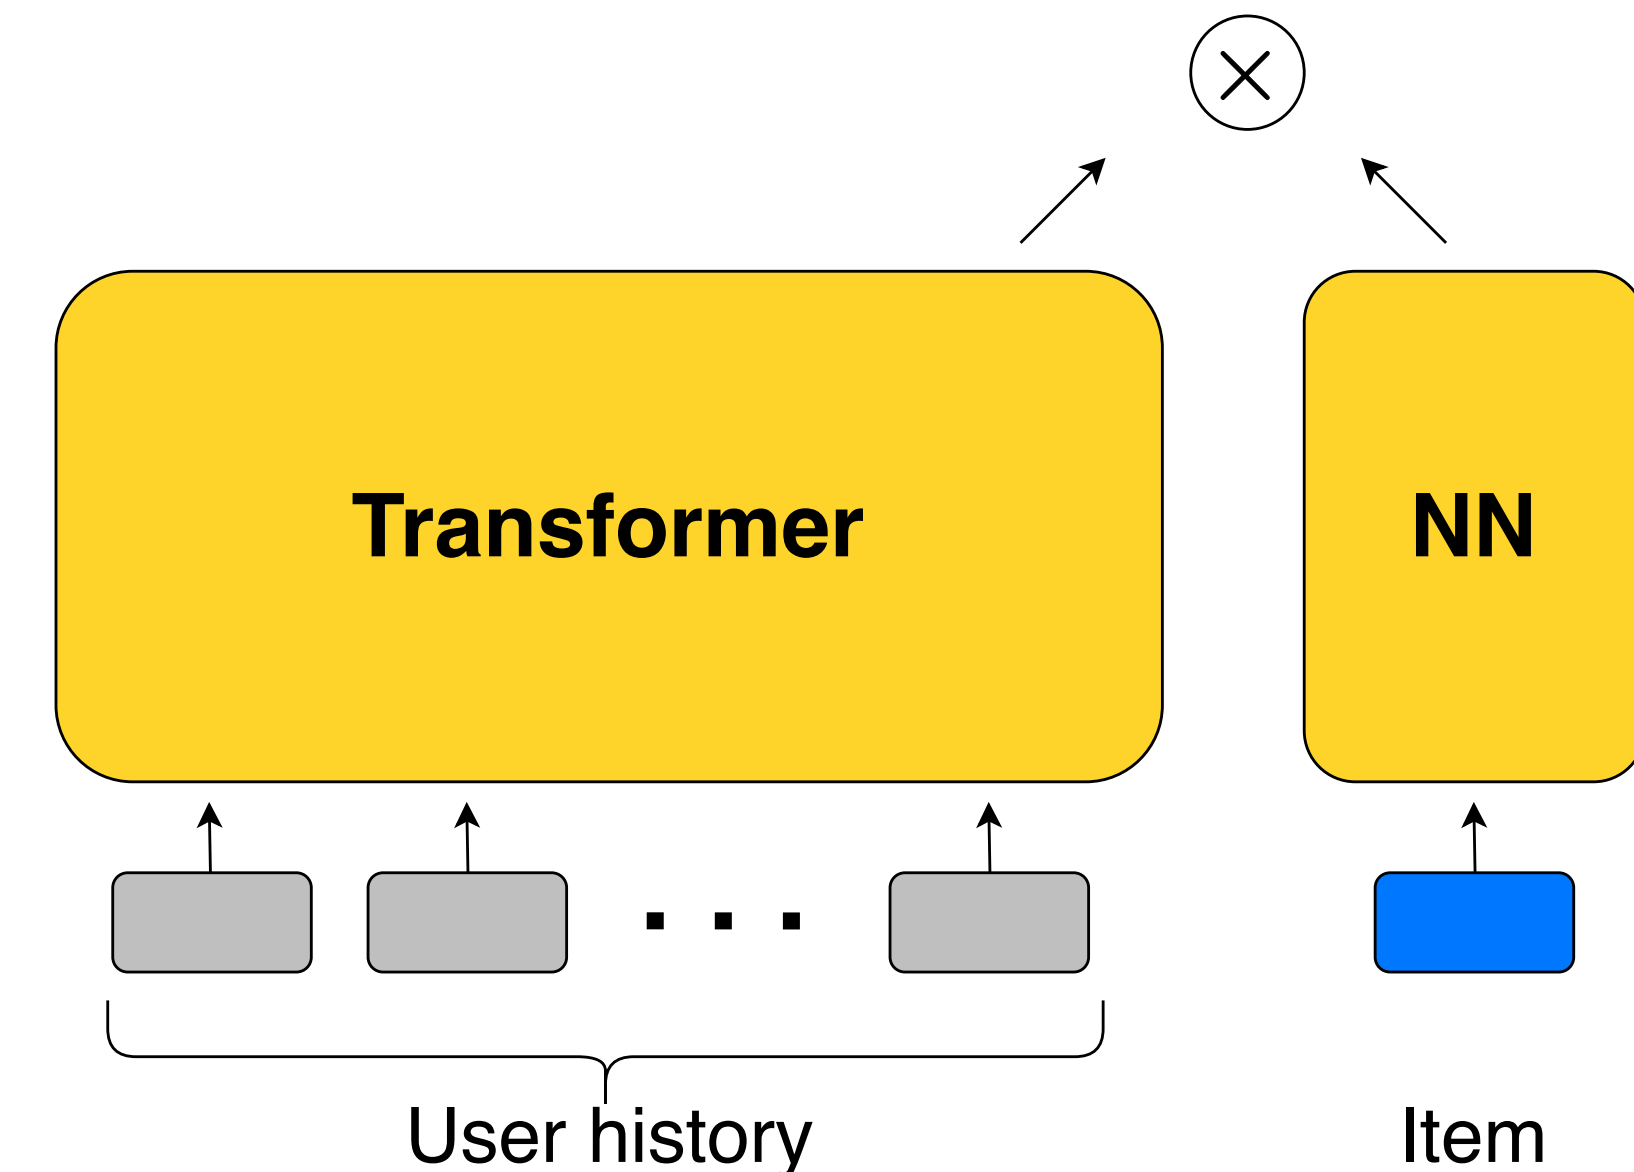 Transformer
NN
. . .
User history
Item